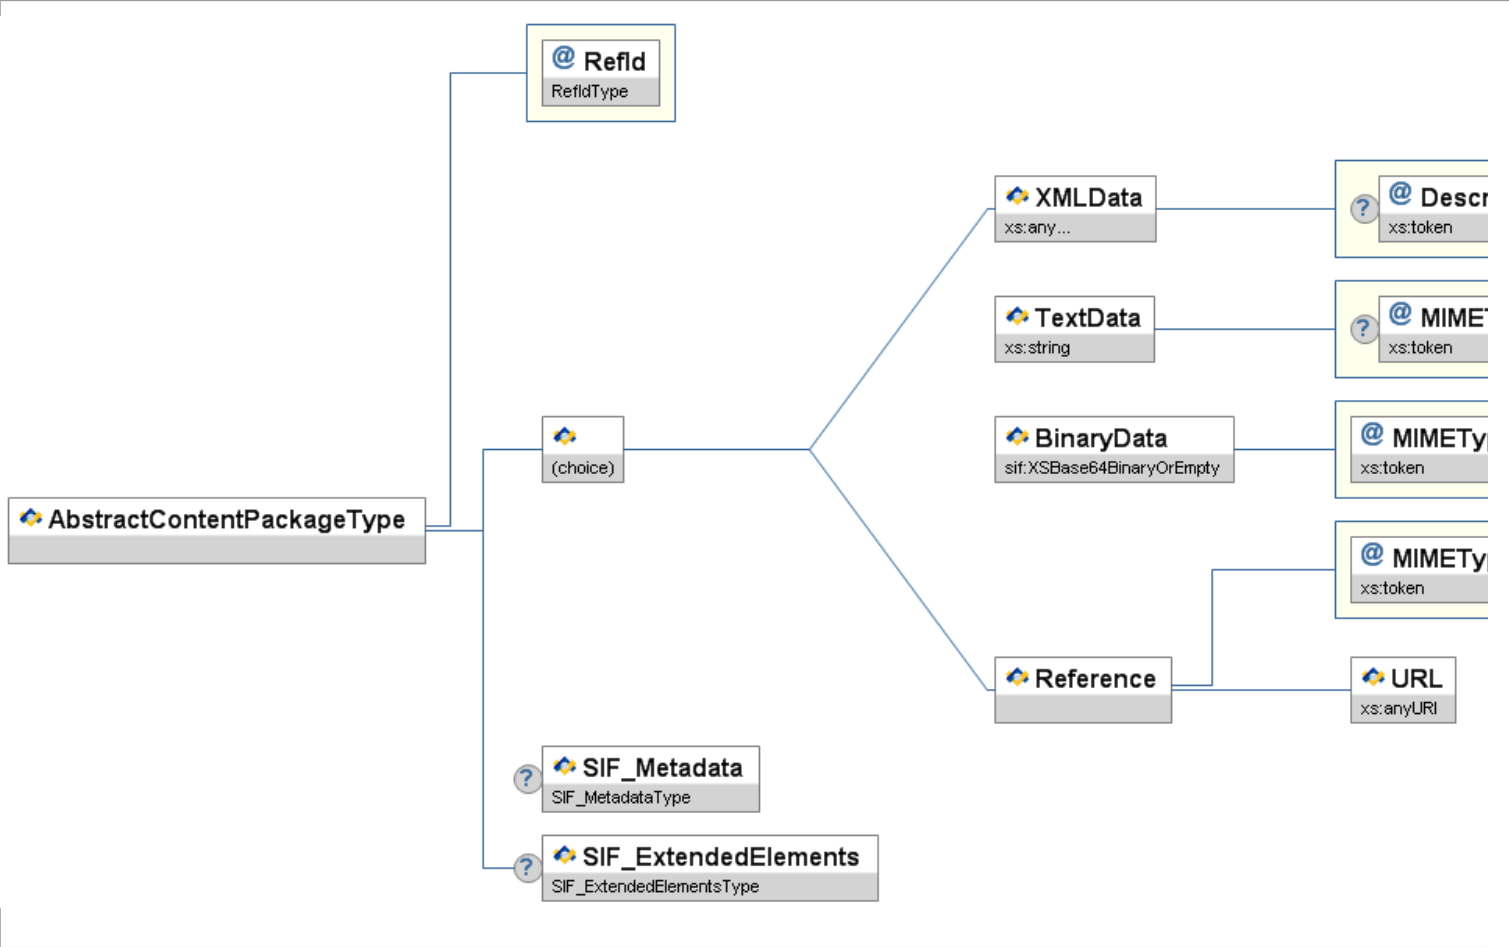 @ RefId
RefIdType
XMLData
xs:any...
@ Descr
? 
xs:token
TextData
xs:string
@ MIMET
?
xs:token
(choice)
BinaryData
sif:XSBase64BinaryOrEmpty
@ MIMETy
xs:token
AbstractContentPackageType
@ MIMETy
xs:token
Reference
URL
xs:anyURI
? SIF_Metadata
SIF_MetadataType
? SIF_ExtendedElements
SIF_ExtendedElementsType